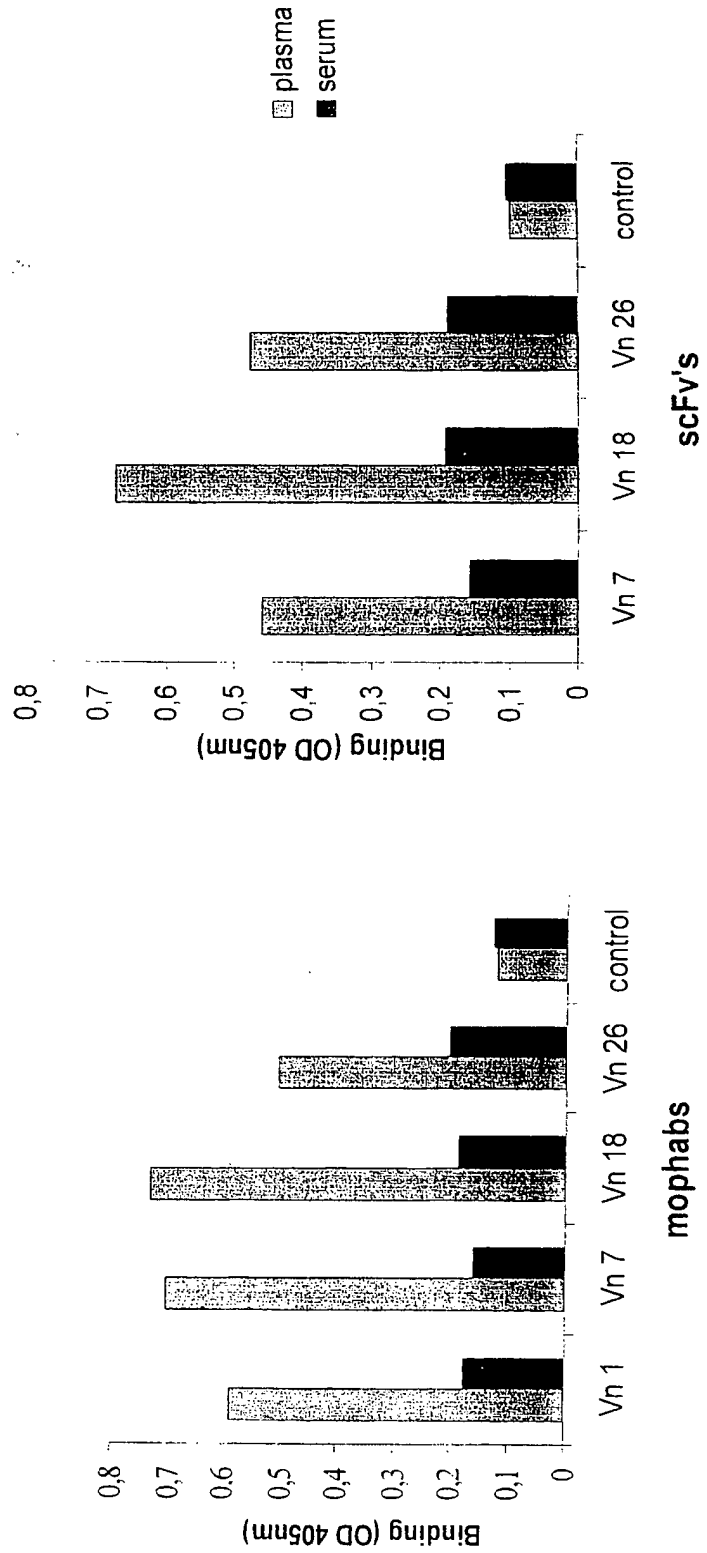 Binding (OD 405nm)
0,8
0,7
0,6
0,5
0,4
0,3
0,2
0,1
0
Vn 1
Vn 7
Vn 18
Vn 26
control
mophabs
Binding (OD 405nm)
0,8
0,7
0,6
0,5
0,4
0,3
0,2
0,1
0
Vn 7
Vn 18
Vn 26
control
scFv's
plasma
serum